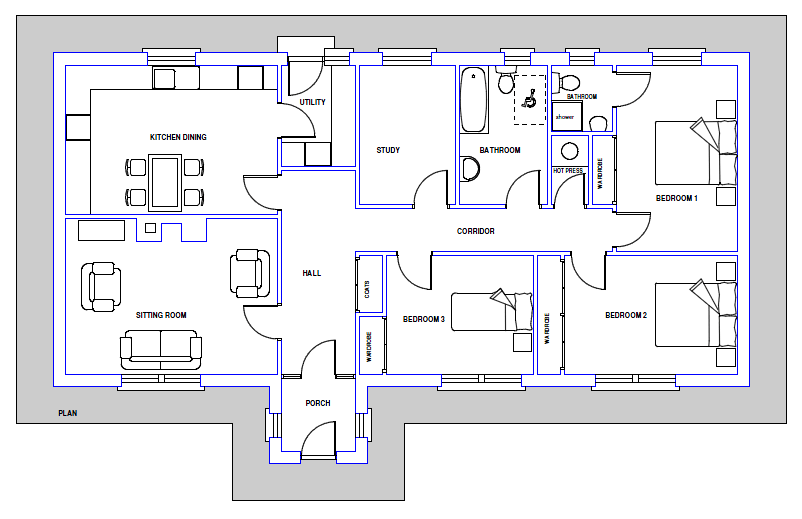 UTILITY
BATHROOM
shower
KITCHEN DINING
STUDY
BATHROOM
HOT PRESS
WARDROBE
BEDROOM 1
CORRIDOR
HALL
COATS
SITTING ROOM
BEDROOM 3
WARDROBE
WARDROBE
BEDROOM 2
PORCH
PLAN